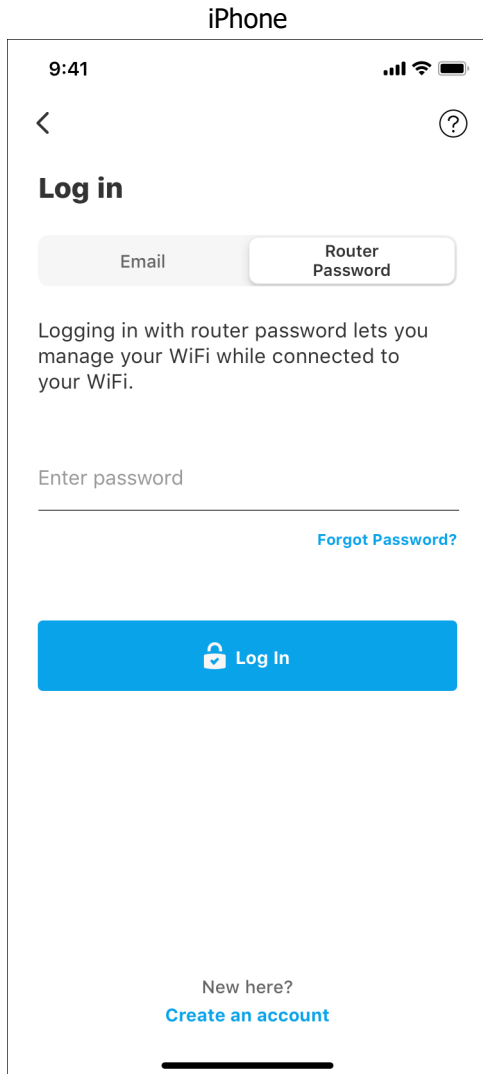 iPhone
9:41
Log in
Email
Router
Password
Logging in with router password lets you
manage your WiFi while connected to
your WiFi.
Enter password
Forgot Password?
Log In
New here?
Create an account